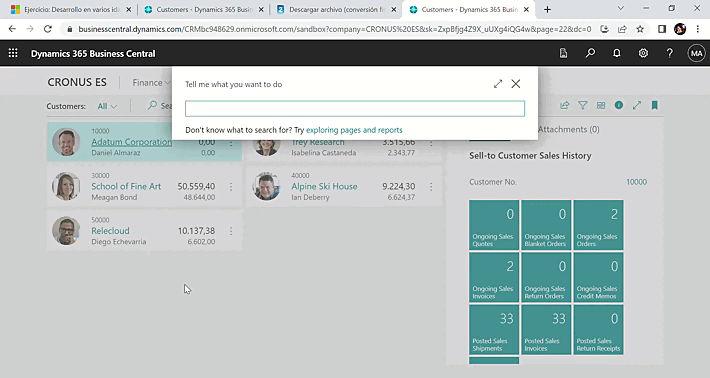 Ejercicio: Desarrollo en varios idio
Customers - Dynamics 365 Busin
Descargar archivo (conversión fin
Customers - Dynamics 365 Busin
businesscentral.dynamics.com/CRMbc948629.onmicrosoft.com/sandbox?company=CRONUS%20ES&sk=ZxpBfjg4Z9X_uUXg4iQG4w&page=22&dc=0
Dynamics 365 Business Central
MA
CRONUS ES
Finance
Tell me what you want to do
Customers:
All
Sea
Don't know what to search for? Try exploring pages and reports
Attachments (0)
10000
Adatum Corporation
0,00
Daniel Almaraz
0,00
Trey Research
3.515,66
Isabelina Castaneda
2.343,77
30000
School of Fine Art
50.559,40
Meagan Bond
48.644,00
40000
Alpine Ski House
9.224,30
Ian Deberry
6.624,37
50000
Relecloud
10.137,38
Diego Echevarria
6.602,00
Sell-to Customer Sales History
Customer No.
10000
0
Ongoing Sales
Quotes
0
Ongoing Sales
Blanket Orders
2
Ongoing Sales
Orders
2
Ongoing Sales
Invoices
0
Ongoing Sales
Return Orders
0
Ongoing Sales
Credit Memos
33
Posted Sales
Shipments
33
Posted Sales
Invoices
0
Posted Sales
Return Receipts